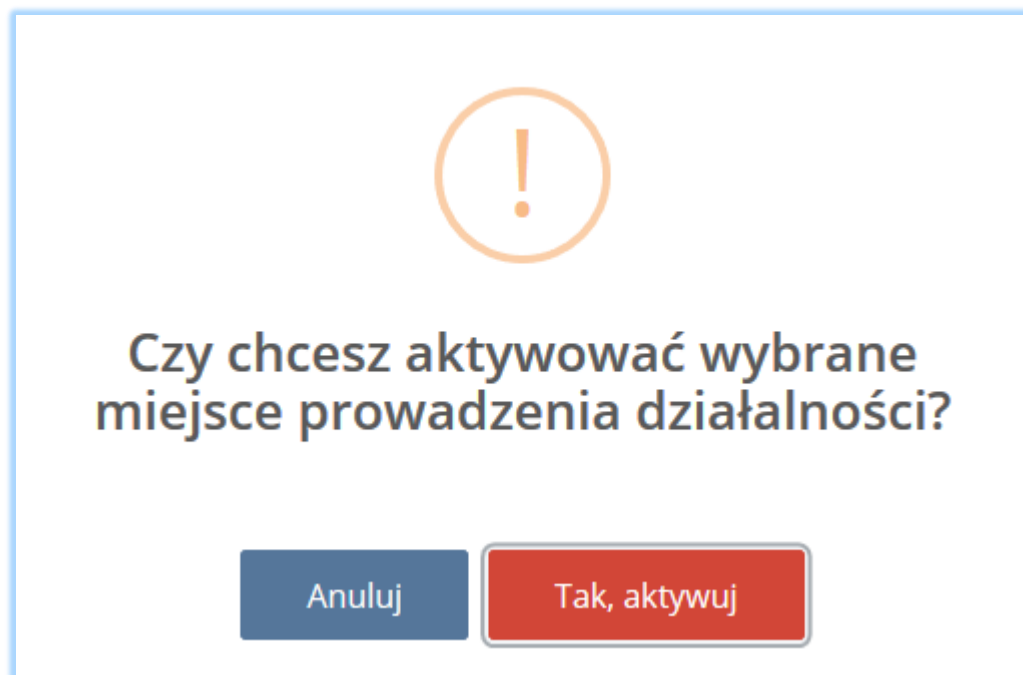 !
Czy chcesz aktywować wybrane
miejsce prowadzenia działalności?
Anuluj
Tak, aktywuj